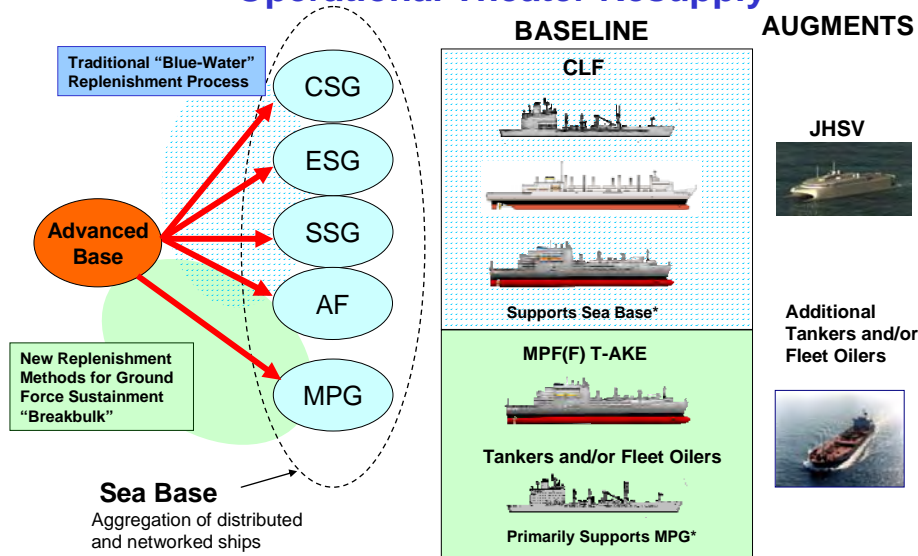 Operational Theater Resupply
BASELINE
AUGMENTS
Traditional “Blue-Water”
Replenishment Process
CSG
ESG
SSG
AF
MPG
Advanced
Base
New Replenishment
Methods for Ground
Force Sustainment
“Breakbulk”
Sea Base
Aggregation of distributed
and networked ships
CLF
Supports Sea Base*
MPF(F) T-AKE
Tankers and/or Fleet Oilers
Primarily Supports MPG*
JHSV
Additional
Tankers and/or
Fleet Oilers